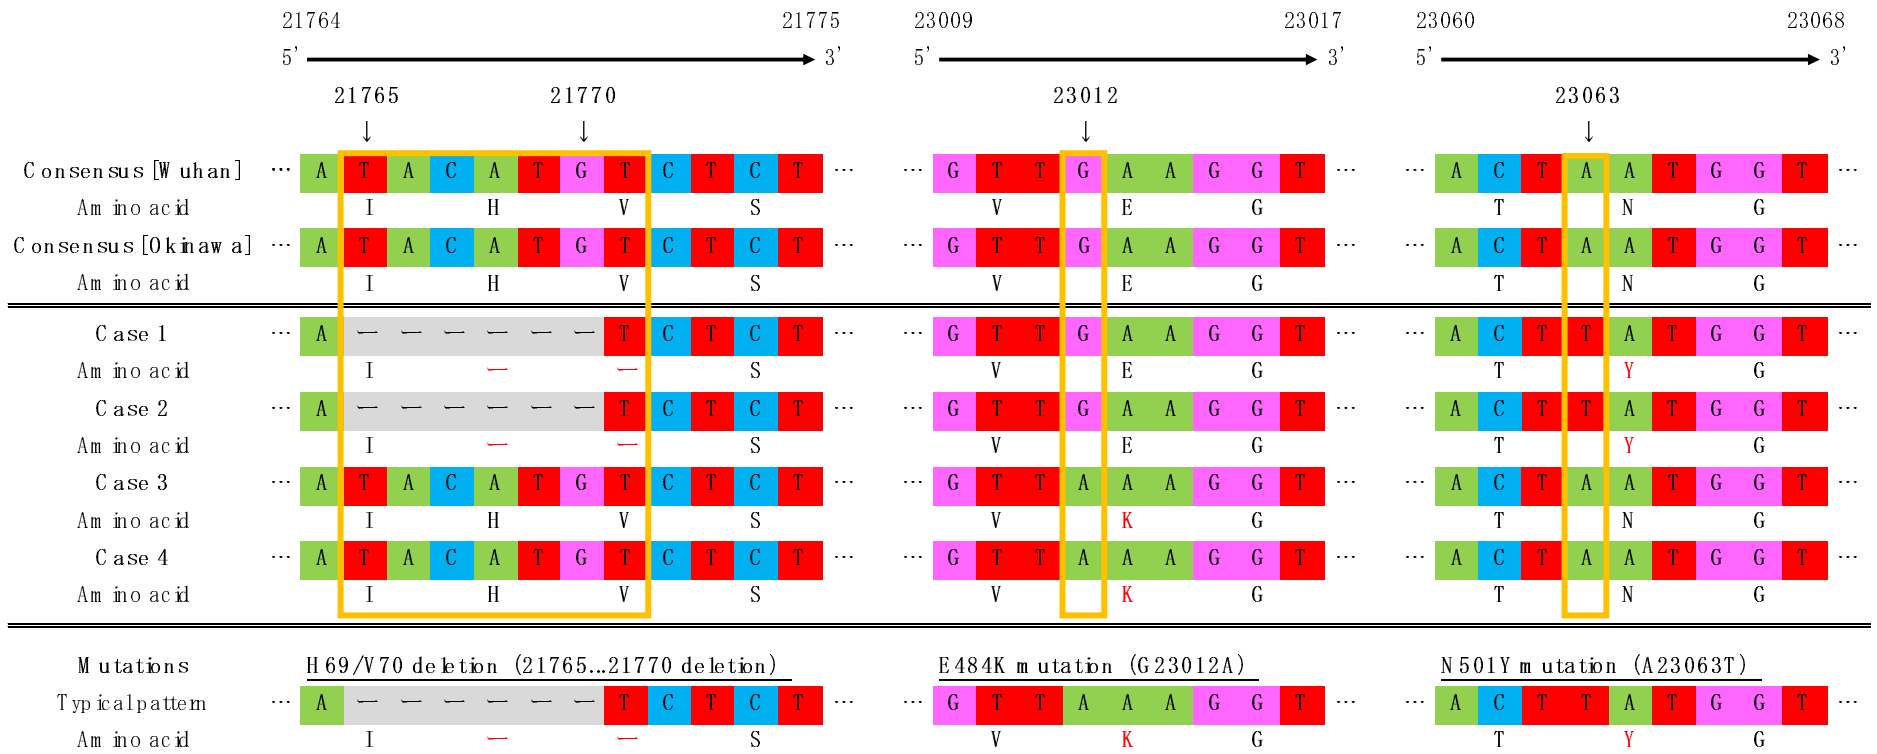 21764 21775 23009 23017 23060 23068
5' 3' 5' 3' 5' 3'
21765 21770 23012 23063
↓ ↓ ↓ ↓
Consensus [Wuhan] … A T A C A T G T C T C T … … G T T G A A G G T … … A C T A A T G G T …
Amino acid I H V S V E G T N G
Consensus [Okinawa] … A T A C A T G T C T C T … … G T T G A A G G T … … A C T A A T G G T …
Amino acid I H V S V E G T N G
Case 1 … A － － － － － － T C T C T … … G T T G A A G G T … … A C T T A T G G T …
Amino acid I － － S V E G T Y G
Case 2 … A － － － － － － T C T C T … … G T T G A A G G T … … A C T T A T G G T …
Amino acid I － － S V E G T Y G
Case 3 … A T A C A T G T C T C T … … G T T A A A G G T … … A C T A A T G G T …
Amino acid I H V S V K G T N G
Case 4 … A T A C A T G T C T C T … … G T T A A A G G T … … A C T A A T G G T …
Amino acid I H V S V K G T N G
Mutations H69/V70 deletion (21765...21770 deletion) E484K mutation (G23012A) N501Y mutation (A23063T)
Typical pattern … A － － － － － － T C T C T … … G T T A A A G G T … … A C T T A T G G T …
Amino acid I － － S V K G T Y G